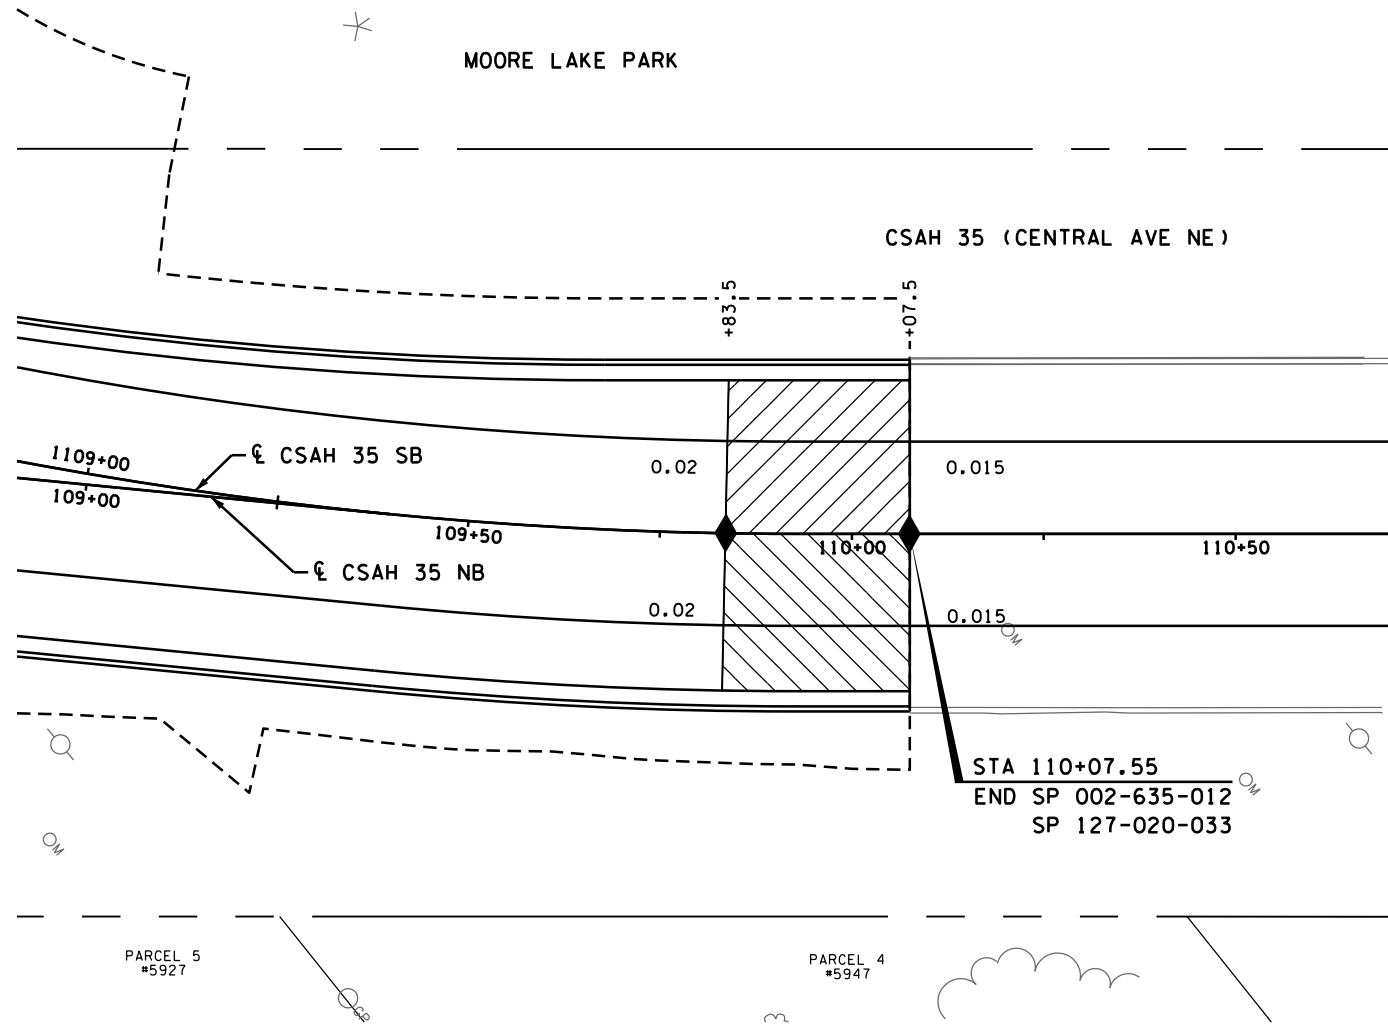 MOORE LAKE PARK
CSAH 35 (CENTRAL AVE NE)
+83.5
+07.5
1109+00
℄ CSAH 35 SB
0.02
0.015
109+00
109+50
110+00
110+50
℄ CSAH 35 NB
0.02
0.015
M
STA 110+07.55
END SP 002-635-012
SP 127-020-033
M
M
PARCEL 5
#5927
PARCEL 4
#5947